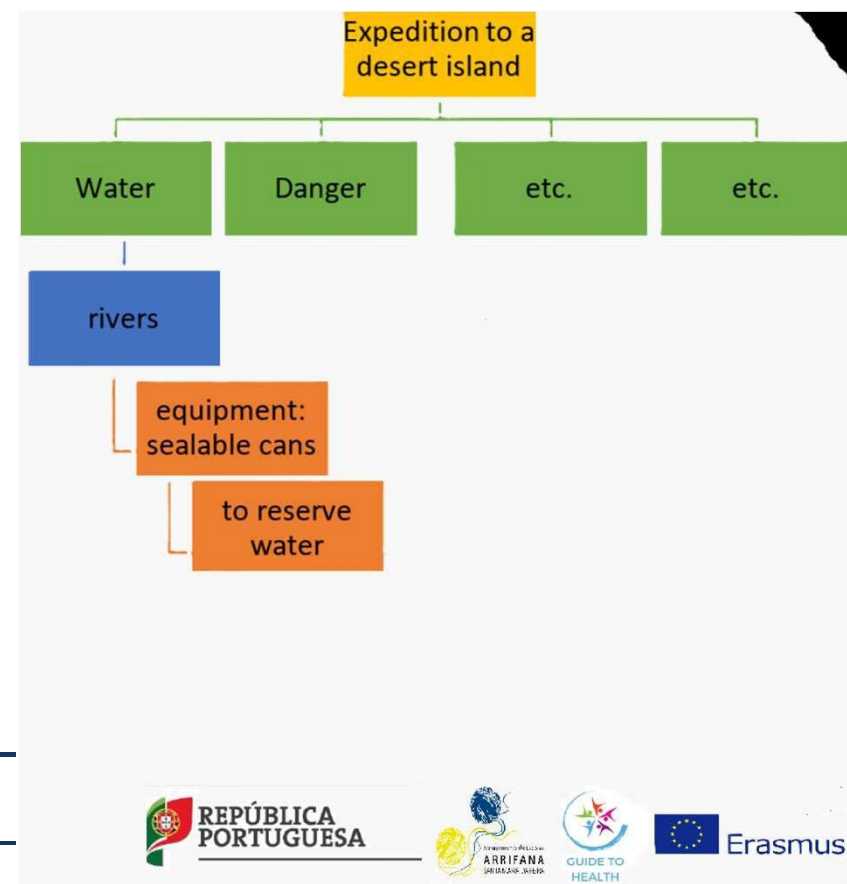 Expedition to a
desert island
Water
Danger
etc.
etc.
rivers
equipment:
sealable cans
to reserve
water
REPÚBLICA
PORTUGUESA
ARRIFANA
GUIDE TO
HEALTH
Erasmus